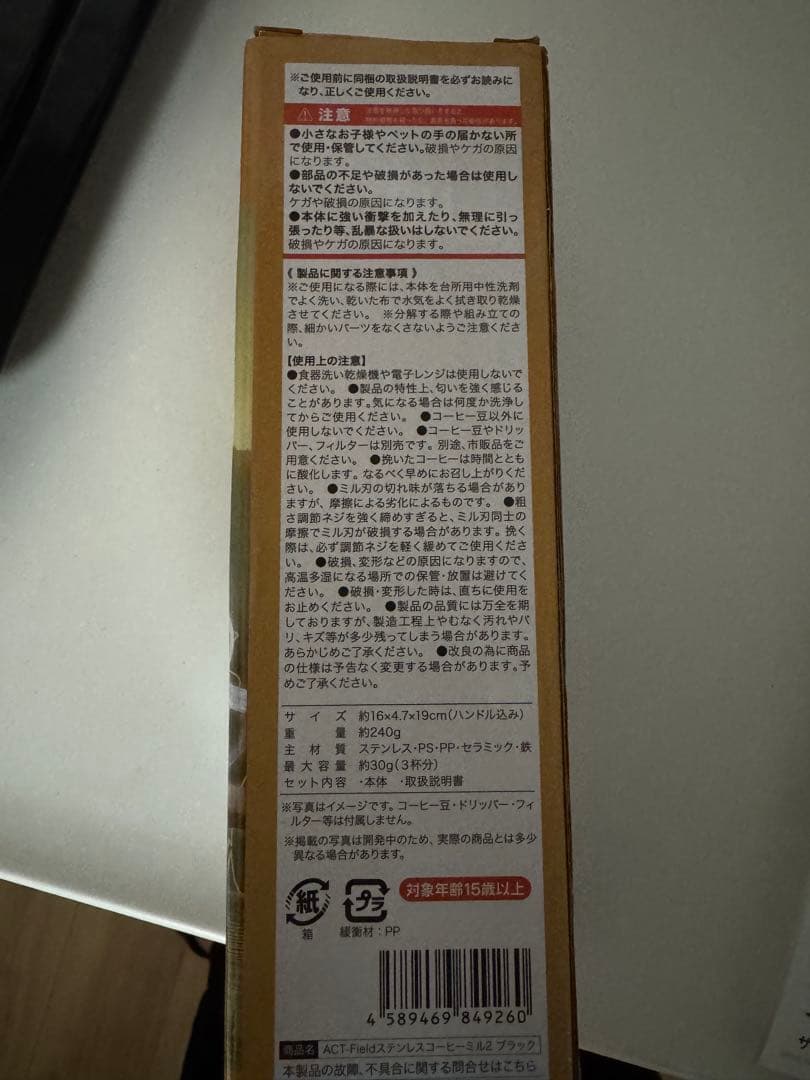 ※ご使用前に同梱の取扱説明書を必ずお読みに
なり、正しくご使用ください。
注意
●小さなお子様やペットの手の届かない所
で使用・保管してください。破損やケガの原因
になります。
●部品の不足や破損があった場合は使用し
ないでください。
ケガや破損の原因になります。
●本体に強い衝撃を加えたり、無理に引っ
張ったり等、乱暴な扱いはしないでください。
破損やケガの原因になります。
《 製品に関する注意事項 》
※ご使用になる際には、本体を台所用中性洗剤
でよく洗い、乾いた布で水気をよく拭き取り乾燥
させてください。 ※分解する際や組み立ての
際、細かいパーツをなくさないようご注意くださ
い。
【使用上の注意】
●食器洗い乾燥機や電子レンジは使用しないで
ください。 ●製品の特性上、匂いを強く感じる
ことがあります。気になる場合は何度か洗浄し
てからご使用ください。 ●コーヒー豆以外に
使用しないでください。 ●コーヒー豆やドリッ
パー、フィルターは別売です。別途、市販品をご
用意ください。 ●挽いたコーヒーは時間ととも
に酸化します。なるべく早めにお召し上がりくだ
さい。 ●ミル刃の切れ味が落ちる場合があり
ますが、摩擦による劣化によるものです。 ●粗
さ調節ネジを強く締めすぎると、ミル刃同士の
摩擦でミル刃が破損する場合があります。挽く
際は、必ず調節ネジを軽く緩めてご使用くださ
い。 ●破損、変形などの原因になりますので、
高温多湿になる場所での保管・放置は避けてく
ださい。 ●破損・変形した時は、直ちに使用を
お止めください。 ●製品の品質には万全を期
しておりますが、製造工程上やむなく汚れやバ
リ、キズ等が多少残ってしまう場合があります。
あらかじめご了承ください。 ●改良の為に商品
の仕様は予告なく変更する場合があります。予
めご了承ください。
サイズ 約16×4.7×19cm(ハンドル込み)
重量 約240g
主材質 ステンレス・PS・PP・セラミック・鉄
最大容量 約30g(3杯分)
セット内容 ・本体 ・取扱説明書
※写真はイメージです。コーヒー豆・ドリッパー・フィ
ルター等は付属しません。
※掲載の写真は開発中のため、実際の商品とは多少
異なる場合があります。
紙
箱
プラ
緩衝材:PP
対象年齢15歳以上
4 589469 849260
商品名 ACT-Fieldステンレスコーヒーミル2 ブラック
本製品の故障、不具合に関する問合せはこちら